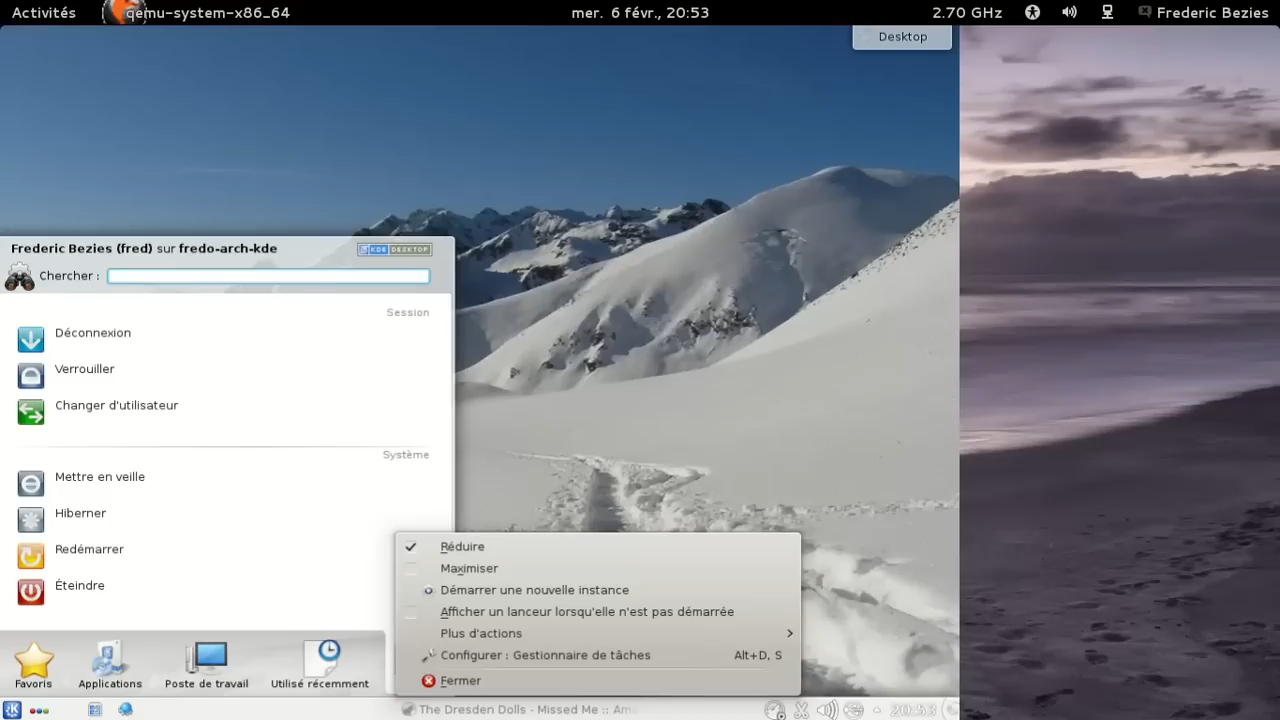 Activités
qemu-system-x86_64
mer. 6 févr., 20:53
2.70 GHz
Frederic Bezies
Desktop
Frederic Bezies (fred) sur fredo-arch-kde
KDE DESKTOP
Chercher :
Session
Déconnexion
Verrouiller
Changer d'utilisateur
Système
Mettre en veille
Hiberner
Redémarrer
Éteindre
Réduire
Maximiser
Démarrer une nouvelle instance
Afficher un lanceur lorsqu'elle n'est pas démarrée
Plus d'actions
Configurer : Gestionnaire de tâches Alt+D, S
Fermer
Favoris
Applications
Poste de travail
Utilisé récemment
The Dresden Dolls - Missed Me :: Am
20:53